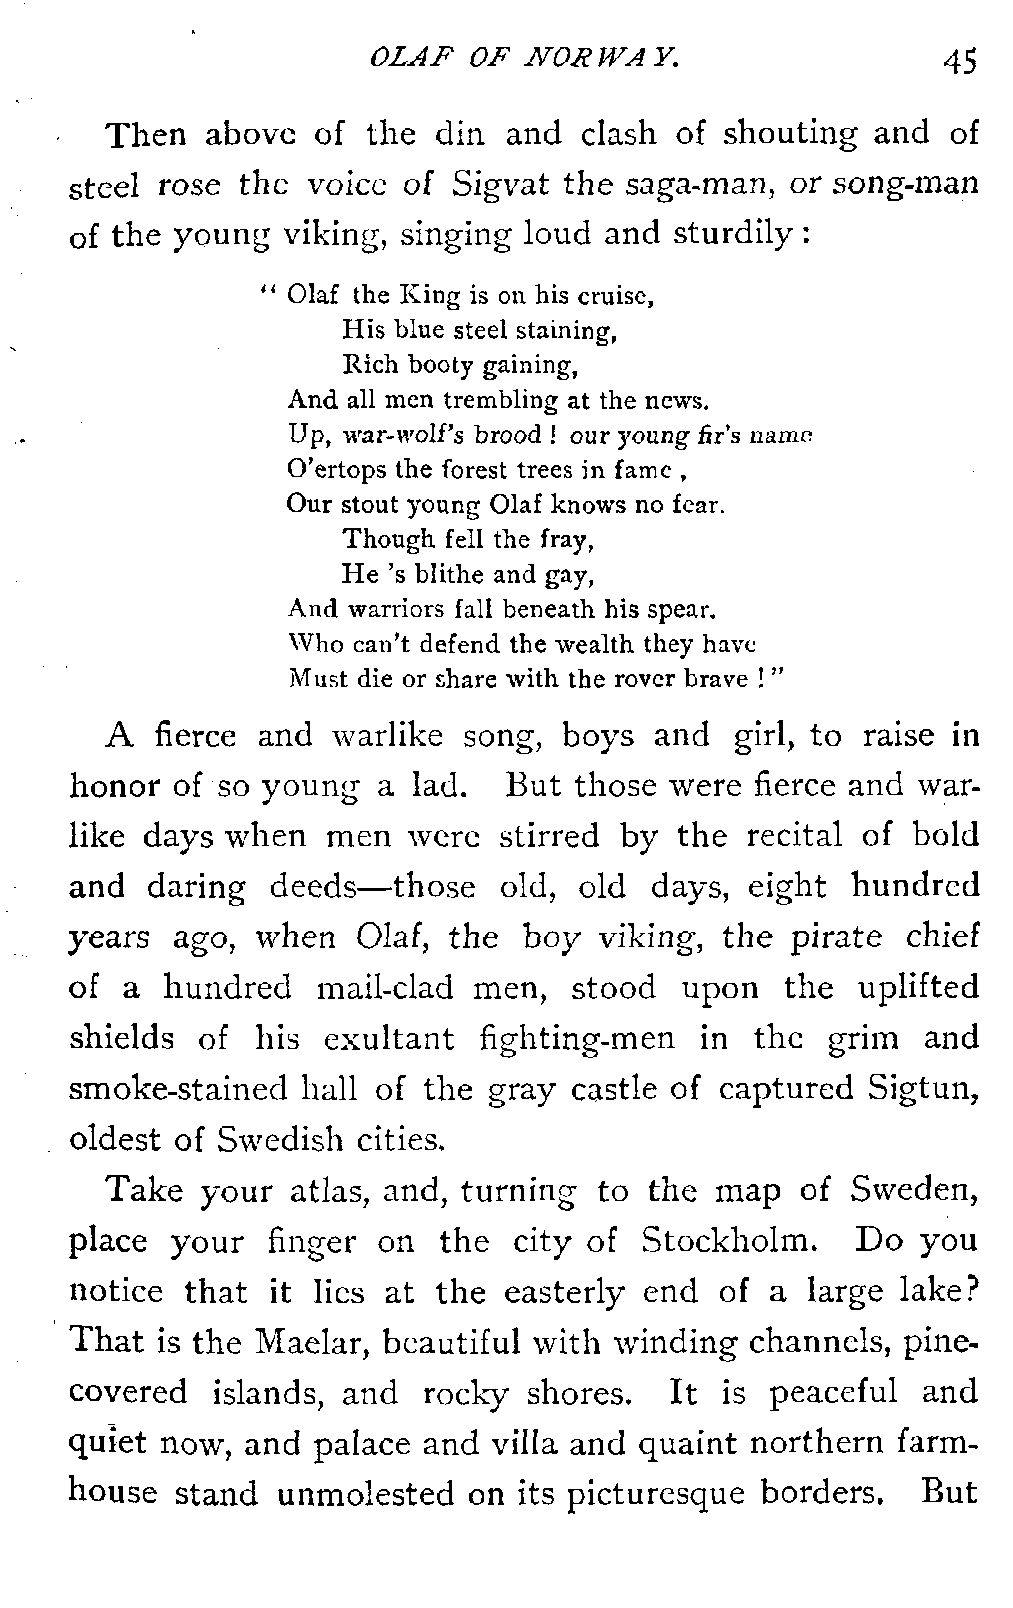 OLAF OF NORWAY. 45
Then above of the din and clash of shouting and of
steel rose the voice of Sigvat the saga-man, or song-man
of the young viking, singing loud and sturdily :
“ Olaf the King is on his cruise,
His blue steel staining,
Rich booty gaining,
And all men trembling at the news.
Up, war-wolf's brood ! our young fir's name
O'ertops the forest trees in fame ,
Our stout young Olaf knows no fear.
Though fell the fray,
He 's blithe and gay,
And warriors fall beneath his spear.
Who can't defend the wealth they have
Must die or share with the rover brave ! ”
A fierce and warlike song, boys and girl, to raise in
honor of so young a lad. But those were fierce and war-
like days when men were stirred by the recital of bold
and daring deeds—those old, old days, eight hundred
years ago, when Olaf, the boy viking, the pirate chief
of a hundred mail-clad men, stood upon the uplifted
shields of his exultant fighting-men in the grim and
smoke-stained hall of the gray castle of captured Sigtun,
oldest of Swedish cities.
Take your atlas, and, turning to the map of Sweden,
place your finger on the city of Stockholm. Do you
notice that it lies at the easterly end of a large lake?
That is the Maelar, beautiful with winding channels, pine-
covered islands, and rocky shores. It is peaceful and
quiet now, and palace and villa and quaint northern farm-
house stand unmolested on its picturesque borders. But